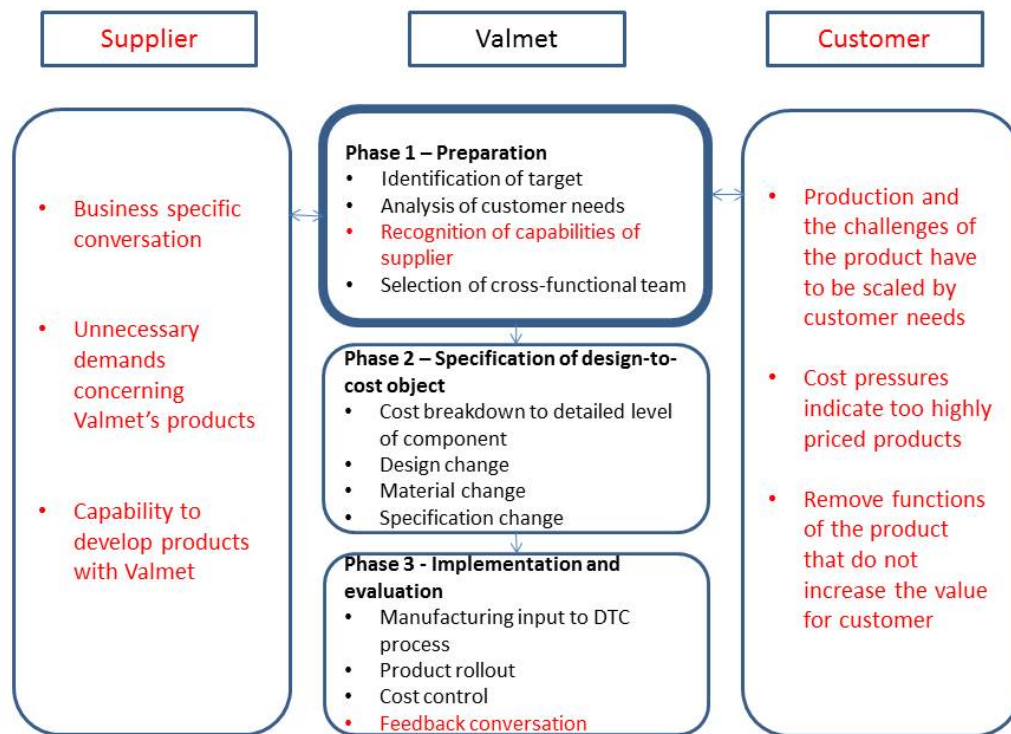 Supplier
Valmet
Customer
• Business specific
conversation
• Unnecessary
demands
concerning
Valmet’s products
• Capability to
develop products
with Valmet
Phase 1 – Preparation
• Identification of target
• Analysis of customer needs
• Recognition of capabilities of
supplier
• Selection of cross-functional team
Phase 2 – Specification of design-to-
cost object
• Cost breakdown to detailed level
of component
• Design change
• Material change
• Specification change
Phase 3 - Implementation and
evaluation
• Manufacturing input to DTC
process
• Product rollout
• Cost control
• Feedback conversation
• Production and
the challenges of
the product have
to be scaled by
customer needs
• Cost pressures
indicate too highly
priced products
• Remove functions
of the product
that do not
increase the value
for customer